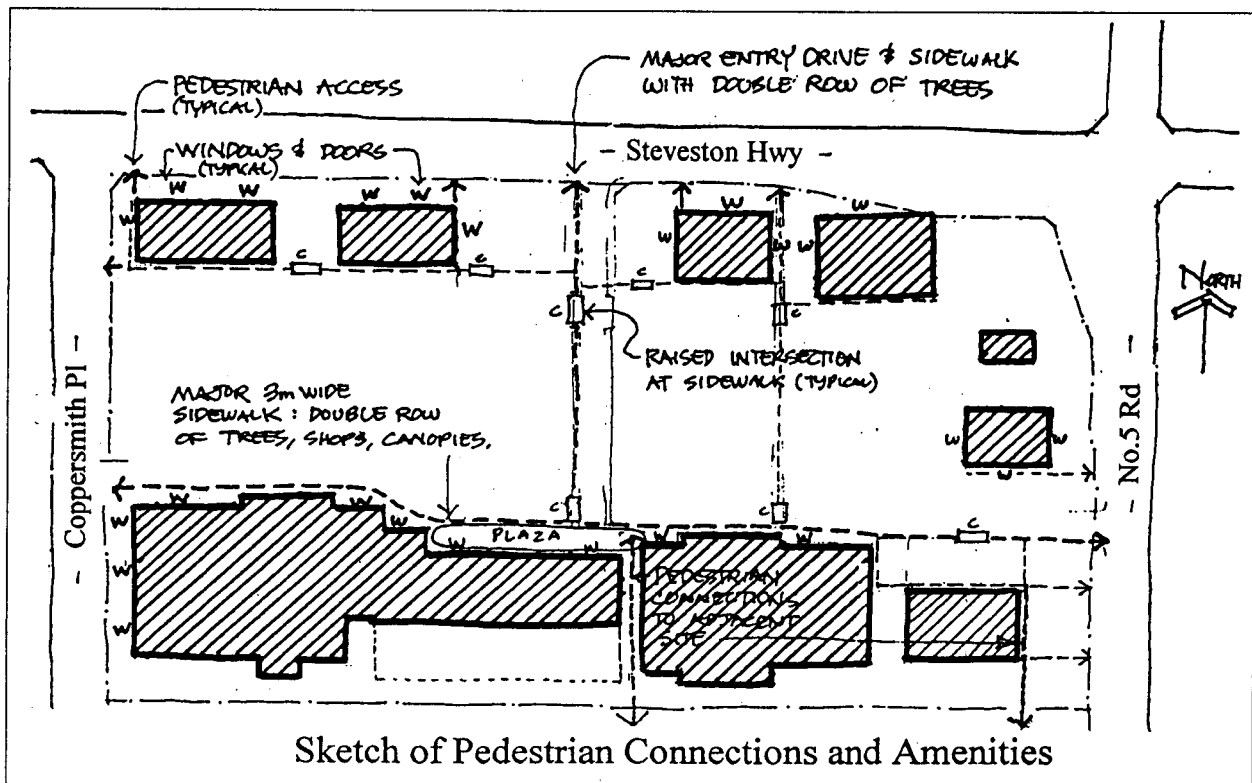 PEDESTRIAN ACCESS
(TYPICAL)
MAJOR ENTRY DRIVE & SIDEWALK
WITH DOUBLE ROW OF TREES
WINDOWS & DOORS
(TYPICAL)
- Steveston Hwy -
W W W W W W
W W W W W W
C C C
NORTH
C C
RAISED INTERSECTION
AT SIDEWALK (TYPICAL)
- Coppersmith Pl -
- No.5 Rd -
MAJOR 3m WIDE
SIDEWALK : DOUBLE ROW
OF TREES, SHOPS, CANOPIES.
W W
W
W W
C C C
W W
PLAZA
W W W W
W
W
PEDESTRIAN
CONNECTIONS
TO ADJACENT
SITE
Sketch of Pedestrian Connections and Amenities